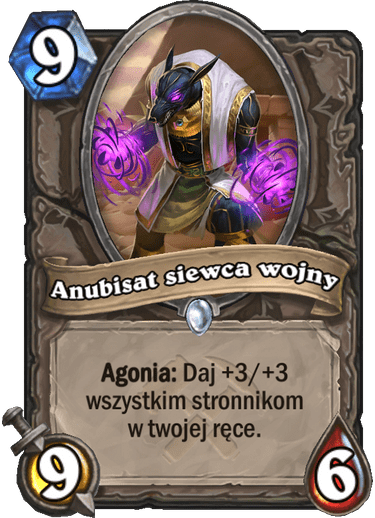 9
Anubisat siewca wojny
Agonia: Daj +3/+3
wszystkim stronnikom
w twojej ręce.
9
6